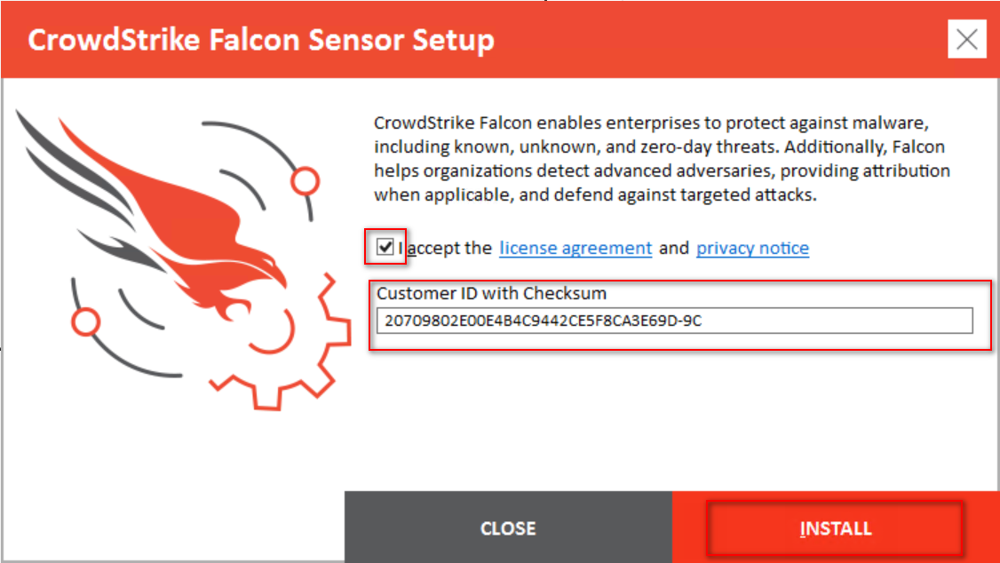 CrowdStrike Falcon Sensor Setup
CrowdStrike Falcon enables enterprises to protect against malware,
including known, unknown, and zero-day threats. Additionally, Falcon
helps organizations detect advanced adversaries, providing attribution
when applicable, and defend against targeted attacks.
I accept the license agreement and privacy notice
Customer ID with Checksum
20709802E00E4B4C9442CE5F8CA3E69D-9C
CLOSE
INSTALL